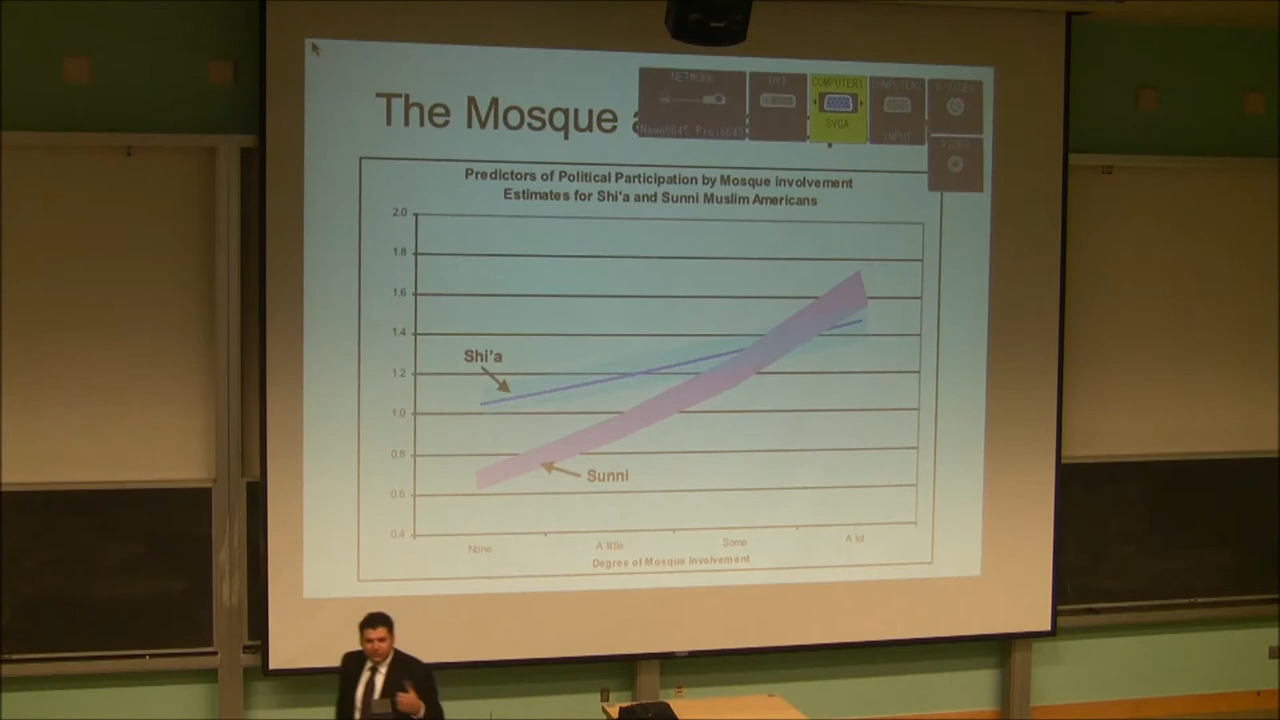 The Mosque
NETWORK
COMPUTER1
SVGA
INPUT
VIDEO
Predictors of Political Participation by Mosque involvement
Estimates for Shi'a and Sunni Muslim Americans
2.0
1.8
1.6
1.4
1.2
1.0
0.8
0.6
0.4
Shi'a
Sunni
None
A little
Some
A lot
Degree of Mosque Involvement